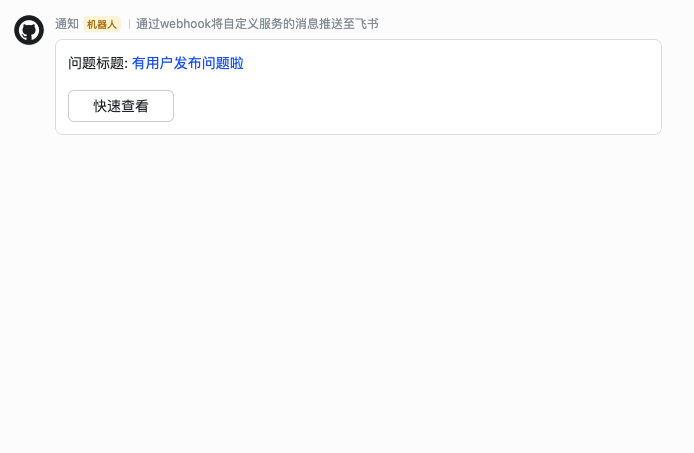 通知 机器人 通过webhook将自定义服务的消息推送至飞书
问题标题: 有用户发布问题啦
快速查看